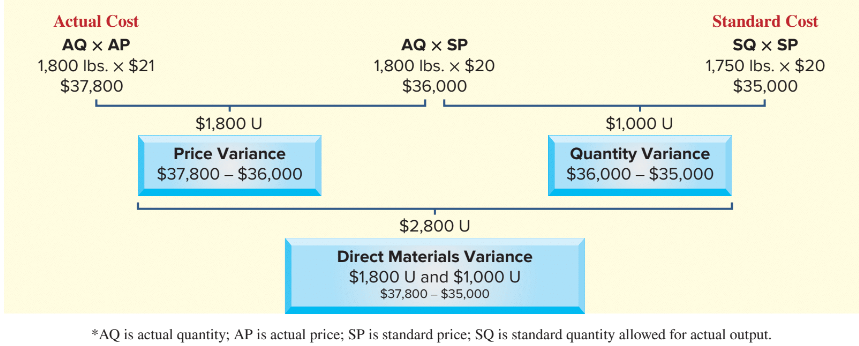 Actual Cost
AQ × AP
1,800 lbs. × $21
$37,800
AQ × SP
1,800 lbs. × $20
$36,000
Standard Cost
SQ × SP
1,750 lbs. × $20
$35,000
$1,800 U
Price Variance
$37,800 – $36,000
$1,000 U
Quantity Variance
$36,000 – $35,000
$2,800 U
Direct Materials Variance
$1,800 U and $1,000 U
$37,800 – $35,000
*AQ is actual quantity; AP is actual price; SP is standard price; SQ is standard quantity allowed for actual output.